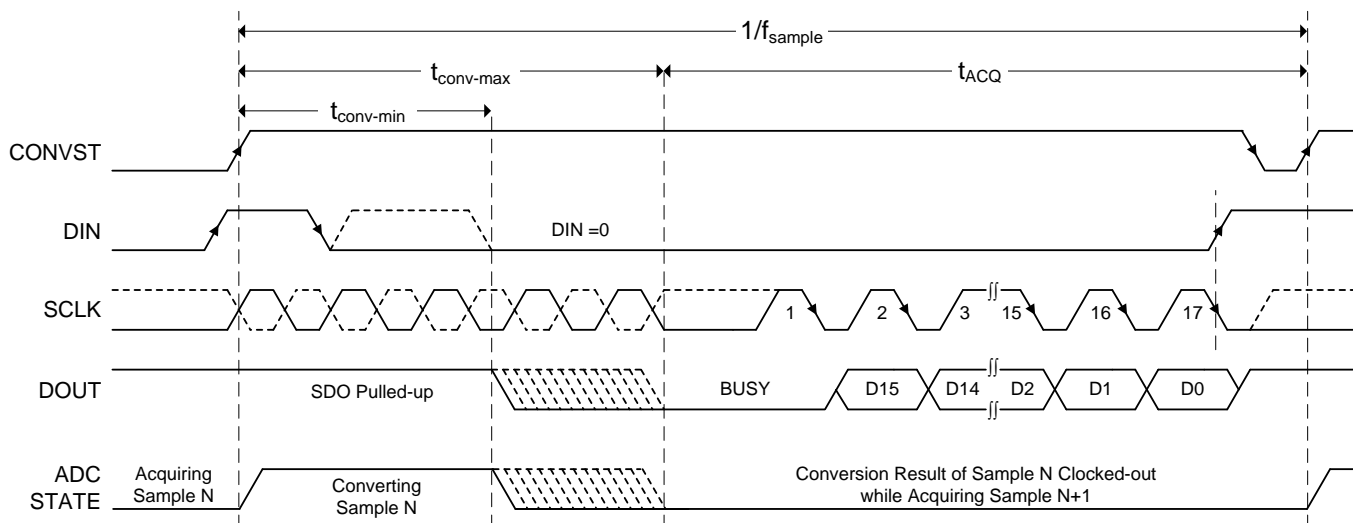 1/fsample
tconv-max
tACQ
tconv-min
CONVST
DIN
DIN =0
SCLK
1
2
3
15
16
17
DOUT
SDO Pulled-up
BUSY
D15
D14
D2
D1
D0
ADC
STATE
Acquiring
Sample N
Converting
Sample N
Conversion Result of Sample N Clocked-out
while Acquiring Sample N+1